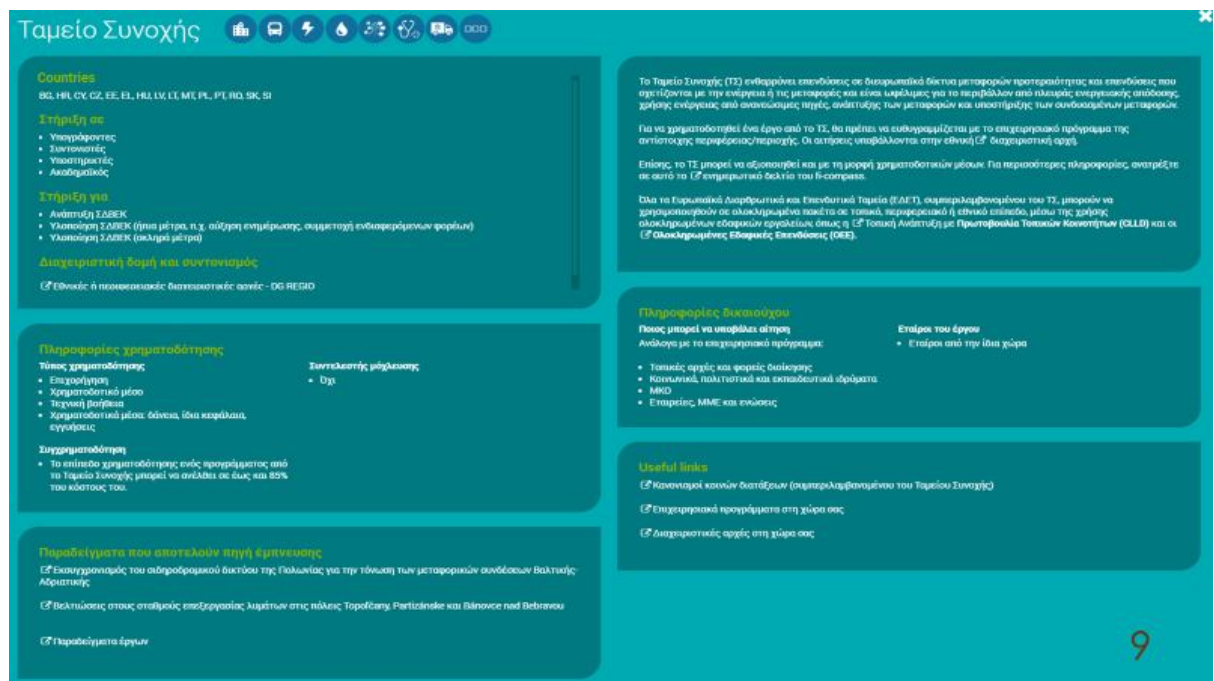 Ταμείο Συνοχής
Countries
BG, HR, CY, CZ, EE, EL, HU, LV, LT, MT, PL, PT, RO, SK, SI
Στήριξη σε
• Υπογράφοντες
• Συντονιστές
• Υποστηρικτές
• Ακαδημαϊκός
Στήριξη για
• Ανάπτυξη ΣΔΒΕΚ
• Υλοποίηση ΣΔΒΕΚ (ήπια μέτρα, π.χ. αύξηση ενημέρωσης, συμμετοχή ενδιαφερόμενων φορέων)
• Υλοποίηση ΣΔΒΕΚ (σκληρά μέτρα)
Διαχειριστική δομή και συντονισμός
Εθνικές ή περιφερειακές διαχειριστικές αρχές - DG REGIO
Πληροφορίες χρηματοδότησης
Τύπος χρηματοδότησης
• Επιχορήγηση
• Χρηματοδοτικό μέσο
• Τεχνική βοήθεια
• Χρηματοδοτικά μέσα: δάνεια, ίδια κεφάλαια,
εγγυήσεις
Συντελεστής μόχλευσης
• Όχι
Συγχρηματοδότηση
• Το επίπεδο χρηματοδότησης ενός προγράμματος από
το Ταμείο Συνοχής μπορεί να ανέλθει σε έως και 85%
του κόστους του.
Παραδείγματα που αποτελούν πηγή έμπνευσης
Εκσυγχρονισμός του σιδηροδρομικού δικτύου της Πολωνίας για την τόνωση των μεταφορικών συνδέσεων Βαλτικής-
Αδριατικής
Βελτιώσεις στους σταθμούς επεξεργασίας λυμάτων στις πόλεις Topoľčany, Partizánske και Bánovce nad Bebravou
Παραδείγματα έργων
Το Ταμείο Συνοχής (ΤΣ) ενθαρρύνει επενδύσεις σε διευρωπαϊκά δίκτυα μεταφορών προτεραιότητας και επενδύσεις που
σχετίζονται με την ενέργεια ή τις μεταφορές και είναι ωφέλιμες για το περιβάλλον από πλευράς ενεργειακής απόδοσης,
χρήσης ενέργειας από ανανεώσιμες πηγές, ανάπτυξης των μεταφορών και υποστήριξης των συνδυασμένων μεταφορών.
Για να χρηματοδοτηθεί ένα έργο από το ΤΣ, θα πρέπει να ευθυγραμμίζεται με το επιχειρησιακό πρόγραμμα της
αντίστοιχης περιφέρειας/περιοχής. Οι αιτήσεις υποβάλλονται στην εθνική διαχειριστική αρχή.
Επίσης, το ΤΣ μπορεί να αξιοποιηθεί και με τη μορφή χρηματοδοτικών μέσων. Για περισσότερες πληροφορίες, ανατρέξτε
σε αυτό το ενημερωτικό δελτίο του fi-compass.
Όλα τα Ευρωπαϊκά Διαρθρωτικά και Επενδυτικά Ταμεία (ΕΔΕΤ), συμπεριλαμβανομένου του ΤΣ, μπορούν να
χρησιμοποιηθούν σε ολοκληρωμένα πακέτα σε τοπικό, περιφερειακό ή εθνικό επίπεδο, μέσω της χρήσης
ολοκληρωμένων εδαφικών εργαλείων, όπως η Τοπική Ανάπτυξη με Πρωτοβουλία Τοπικών Κοινοτήτων (CLLD) και οι
Ολοκληρωμένες Εδαφικές Επενδύσεις (ΟΕΕ).
Πληροφορίες δικαιούχου
Ποιος μπορεί να υποβάλει αίτηση
Ανάλογα με το επιχειρησιακό πρόγραμμα:
• Τοπικές αρχές και φορείς διοίκησης
• Κοινωνικά, πολιτιστικά και εκπαιδευτικά ιδρύματα
• ΜΚΟ
• Εταιρείες, ΜΜΕ και ενώσεις
Εταίροι του έργου
• Εταίροι από την ίδια χώρα
Useful links
Κανονισμοί κοινών διατάξεων (συμπεριλαμβανομένου του Ταμείου Συνοχής)
Επιχειρησιακά προγράμματα στη χώρα σας
Διαχειριστικές αρχές στη χώρα σας
9